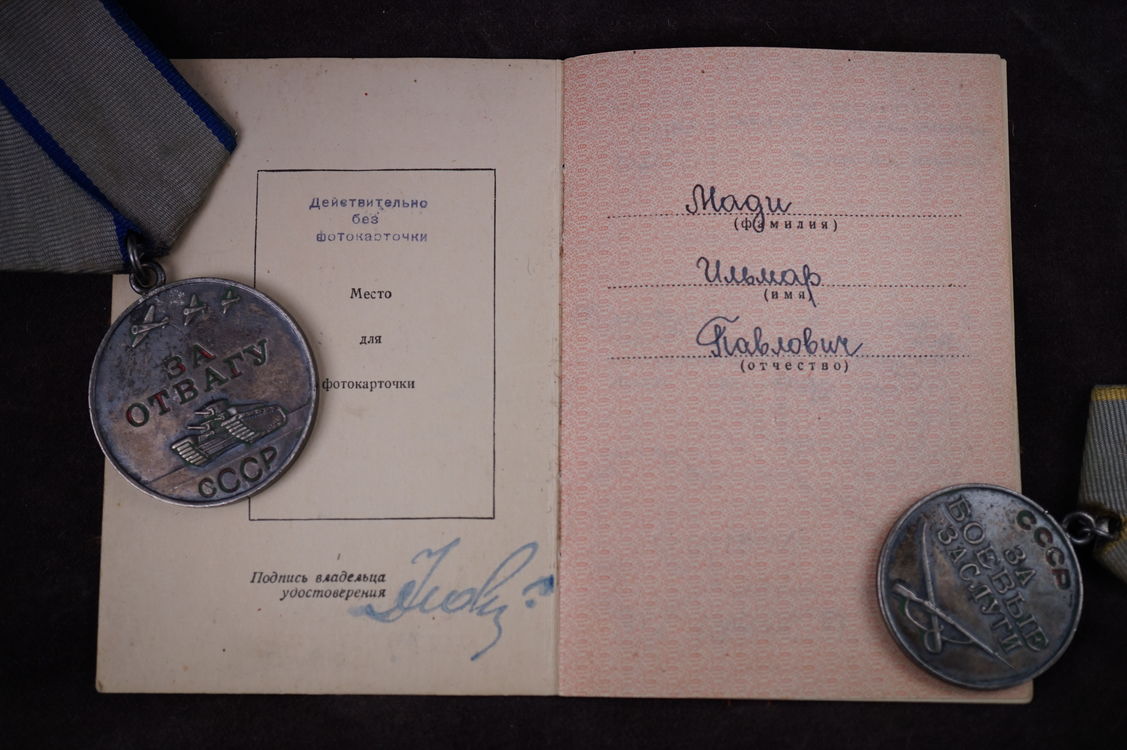 Действительно
без
фотокарточки
Место
для
фотокарточки
Подпись владельца
удостоверения
Мади
(фамилия)
Ильмар
(имя)
Павлович
(отчество)
ЗА
ОТВАГУ
СССР
СССР
ЗА
БОЕВЫЕ
ЗАСЛУГИ